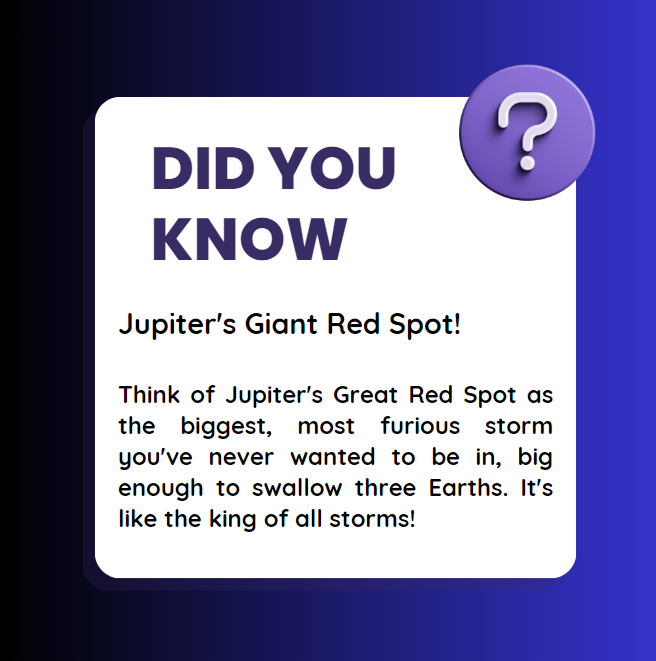 DID YOU
KNOW
?
Jupiter's Giant Red Spot!
Think of Jupiter's Great Red Spot as
the biggest, most furious storm
you've never wanted to be in, big
enough to swallow three Earths. It's
like the king of all storms!